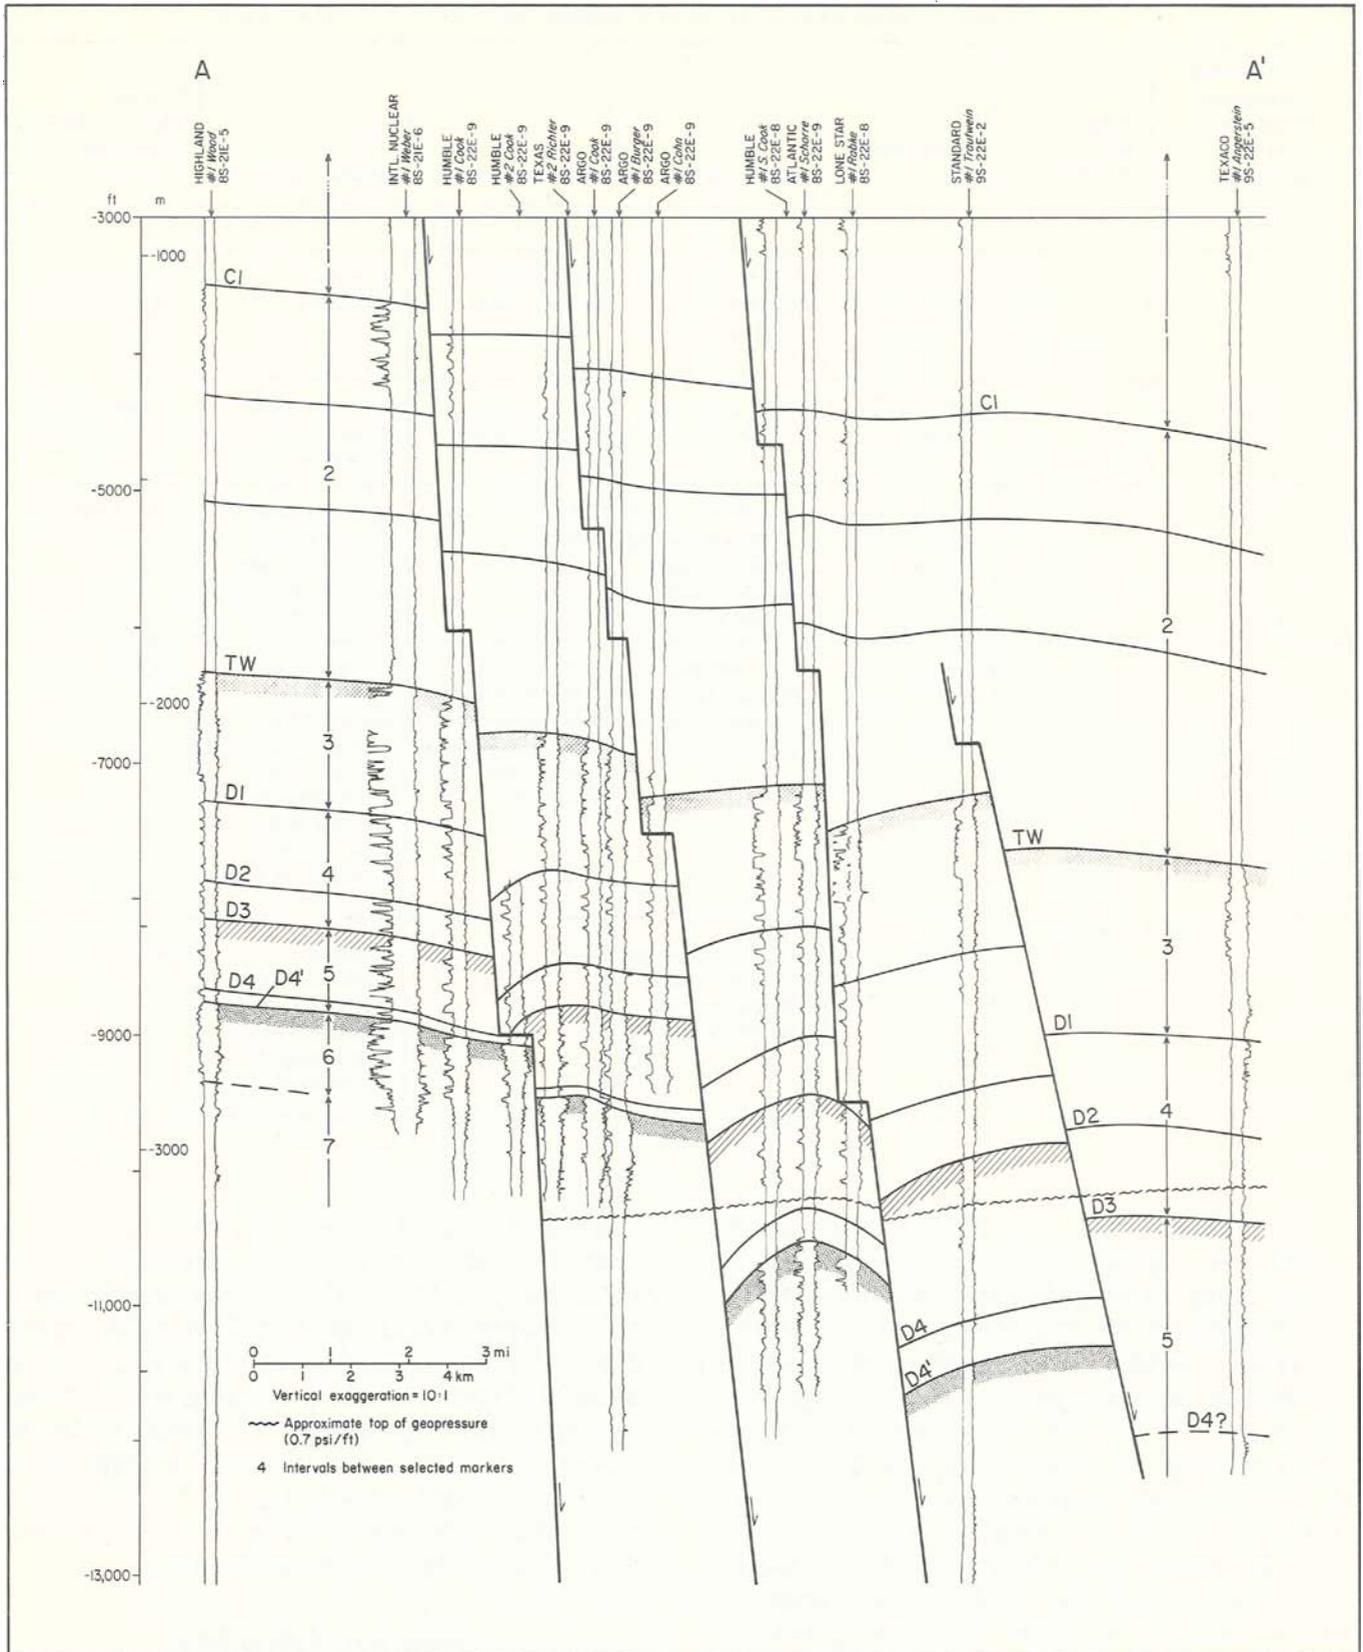 A
A'
HIGHLAND
#1 Wood
8S-21E-5
INTL. NUCLEAR
#1 Weber
8S-21E-6
HUMBLE
#1 Cook
8S-22E-9
HUMBLE
#2 Cook
8S-22E-9
TEXAS
#2 Richter
8S-22E-9
ARGO
#1 Cook
8S-22E-9
ARGO
#1 Burger
8S-22E-9
ARGO
#1 Cohn
8S-22E-9
HUMBLE
#1 S. Cook
8S-22E-8
ATLANTIC
#1 Schorre
8S-22E-9
LONE STAR
#1 Rabke
8S-22E-8
STANDARD
#1 Trautwein
9S-22E-2
TEXACO
#1 Angerstein
9S-22E-5
ft m
-3000
-1000
C1
C1
-5000
2
2
TW
-2000
3
-7000
D1
TW
D2
4
D3
3
D4
D4'
5
-9000
D1
6
4
D2
-3000
7
D3
-11,000
D4
5
D4'
D4?
0 1 2 3 mi
0 1 2 3 4 km
Vertical exaggeration = 10:1
Approximate top of geopressure
(0.7 psi/ft)
4 Intervals between selected markers
-13,000